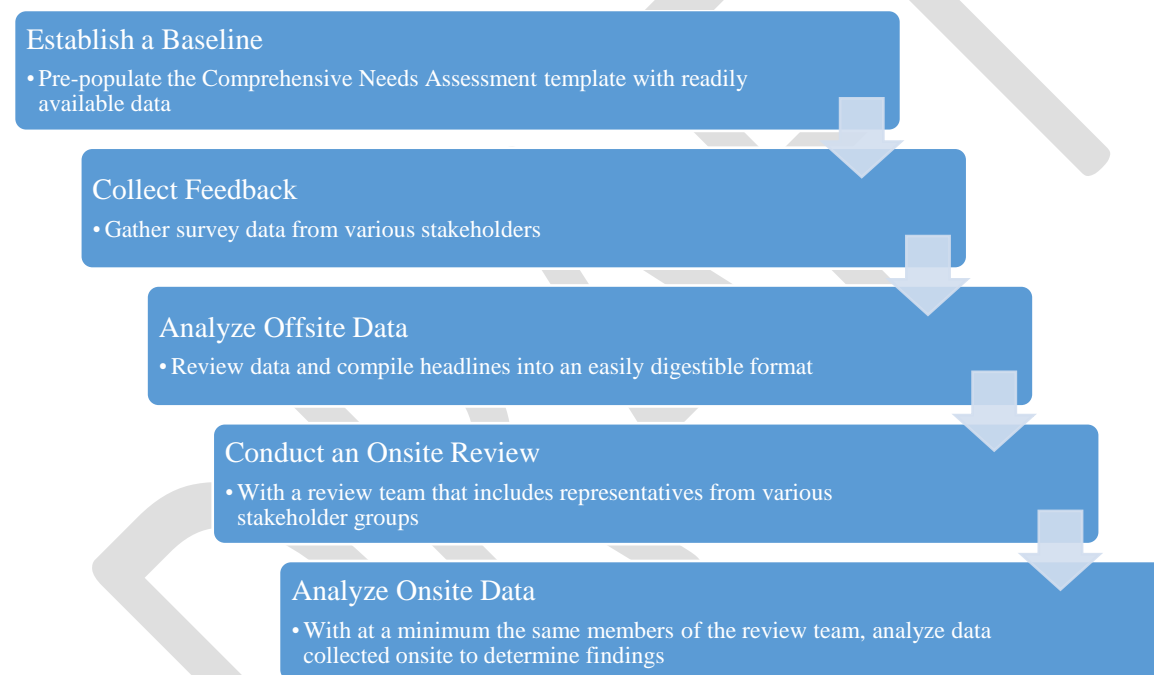 Establish a Baseline
• Pre-populate the Comprehensive Needs Assessment template with readily
available data
Collect Feedback
• Gather survey data from various stakeholders
Analyze Offsite Data
• Review data and compile headlines into an easily digestible format
Conduct an Onsite Review
• With a review team that includes representatives from various
stakeholder groups
Analyze Onsite Data
• With at a minimum the same members of the review team, analyze data
collected onsite to determine findings